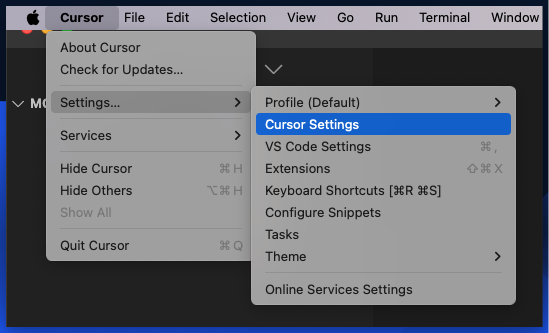 Cursor File Edit Selection View Go Run Terminal Window
About Cursor
Check for Updates...
Settings...
Services
Hide Cursor ⌘H
Hide Others ⌥⌘H
Show All
Quit Cursor ⌘Q
Profile (Default)
Cursor Settings
VS Code Settings ⌘,
Extensions ⇧⌘X
Keyboard Shortcuts [⌘R ⌘S]
Configure Snippets
Tasks
Theme
Online Services Settings